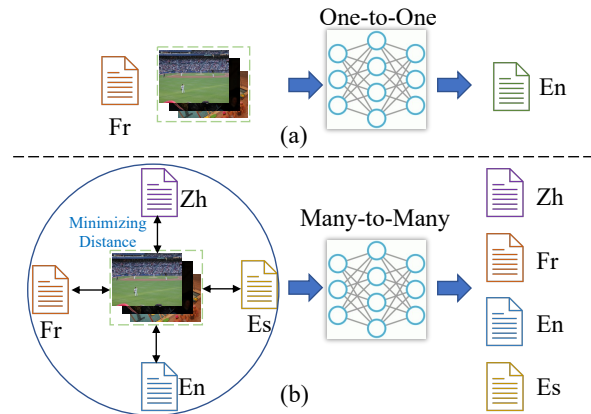 One-to-One
Fr
En
(a)
Zh
Minimizing
Distance
Many-to-Many
Fr
Es
En
(b)
Zh
Fr
En
Es